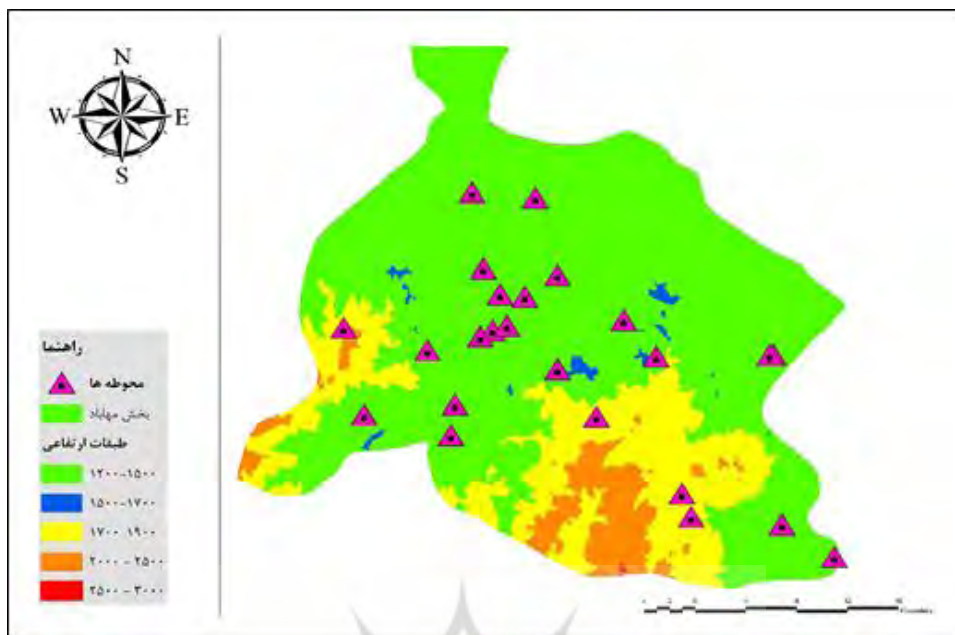 N
W E
S
راهنما
محوطه ها
بخش مهاباد
طبقات ارتفاعی
۱۲۰۰-۱۵۰۰
۱۵۰۰-۱۷۰۰
۱۷۰۰-۱۹۰۰
۲۰۰۰ - ۲۵۰۰
۲۵۰۰ - ۳۰۰۰